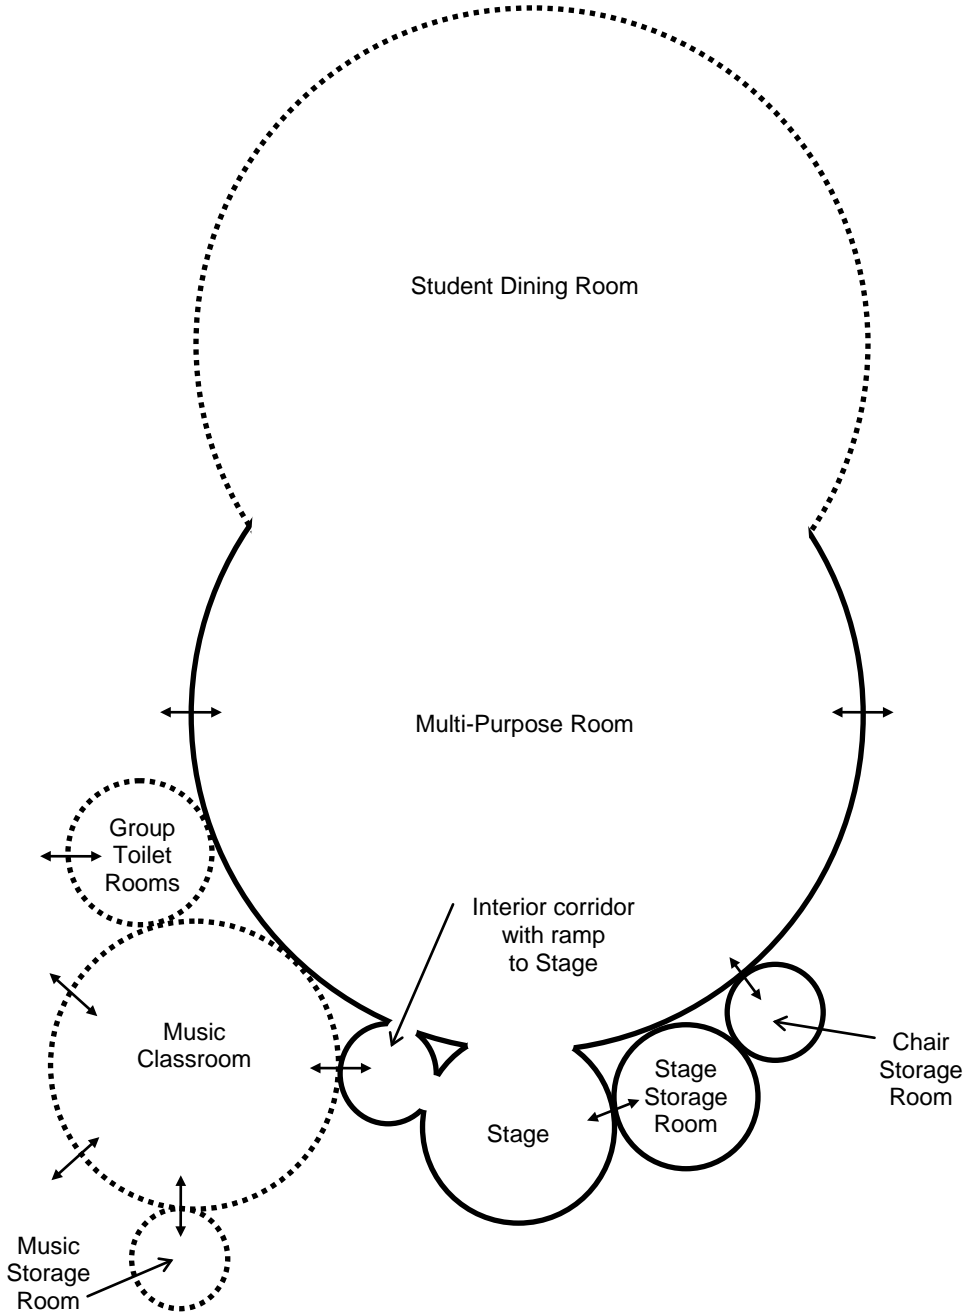 Student Dining Room
Multi-Purpose Room
Group
Toilet
Rooms
Interior corridor
with ramp
to Stage
Music
Classroom
Chair
Storage
Room
Stage
Storage
Room
Stage
Music
Storage
Room